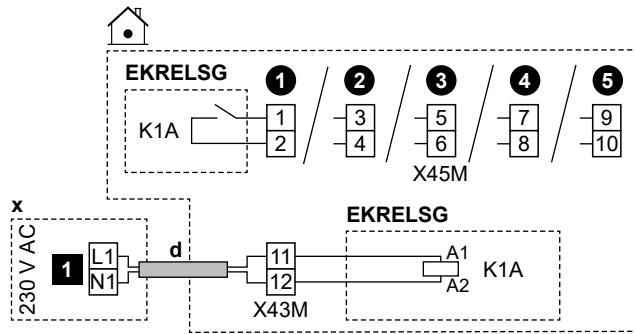 EKRELSG 1 2 3 4 5
K1A
1 3 5 7 9
2 4 6 8 10
X45M
x
EKRELSG
230 V AC
1
L1
N1
d
11
12
X43M
A1
A2
K1A